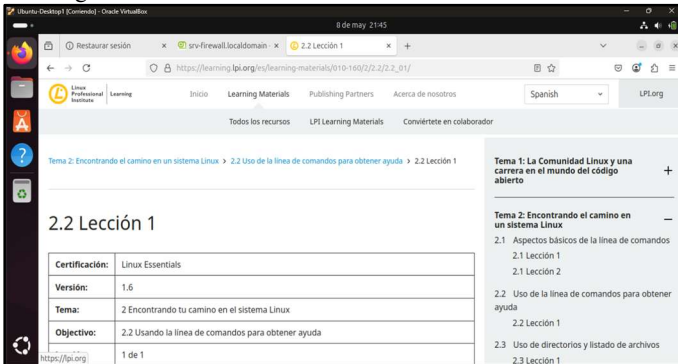 Ubuntu-Desktop1 [Corriendo] - Oracle VirtualBox
8 de may 21:45
Restaurar sesión
srv-firewall.localdomain
2.2 Lección 1
https://learning.lpi.org/es/learning-materials/010-160/2/2.2/2.2_01/
Linux Professional Institute Learning
Inicio Learning Materials Publishing Partners Acerca de nosotros
Spanish
LPI.org
Todos los recursos LPI Learning Materials Conviértete en colaborador
Tema 2: Encontrando el camino en un sistema Linux > 2.2 Uso de la línea de comandos para obtener ayuda > 2.2 Lección 1
2.2 Lección 1
Certificación: Linux Essentials
Versión: 1.6
Tema: 2 Encontrando tu camino en el sistema Linux
Objectivo: 2.2 Usando la línea de comandos para obtener ayuda
1 de 1
https://lpi.org
Tema 1: La Comunidad Linux y una
carrera en el mundo del código
abierto
Tema 2: Encontrando el camino en
un sistema Linux
2.1 Aspectos básicos de la línea de comandos
2.1 Lección 1
2.1 Lección 2
2.2 Uso de la línea de comandos para obtener
ayuda
2.2 Lección 1
2.3 Uso de directorios y listado de archivos
2.3 Lección 1